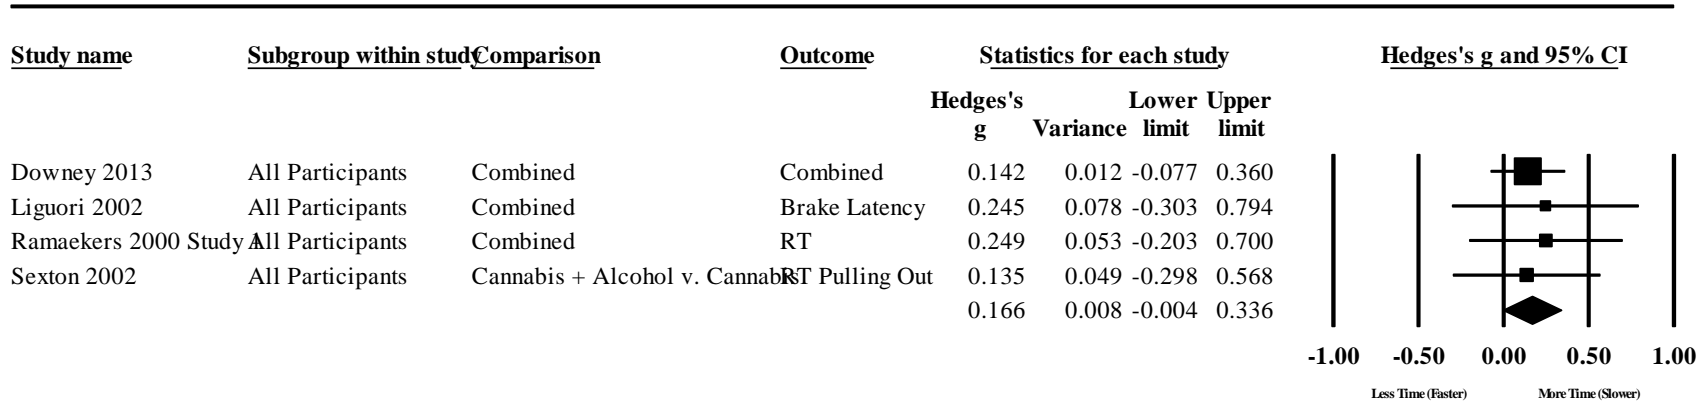 Study name Subgroup within study Comparison Outcome Statistics for each study Hedges's g and 95% CI
Hedges's Lower Upper
g Variance limit limit
Downey 2013 All Participants Combined Combined 0.142 0.012 -0.077 0.360
Liguori 2002 All Participants Combined Brake Latency 0.245 0.078 -0.303 0.794
Ramaekers 2000 Study 1 All Participants Combined RT 0.249 0.053 -0.203 0.700
Sexton 2002 All Participants Cannabis + Alcohol v. Cannabis RT Pulling Out 0.135 0.049 -0.298 0.568
0.166 0.008 -0.004 0.336
-1.00 -0.50 0.00 0.50 1.00
Less Time (Faster) More Time (Slower)